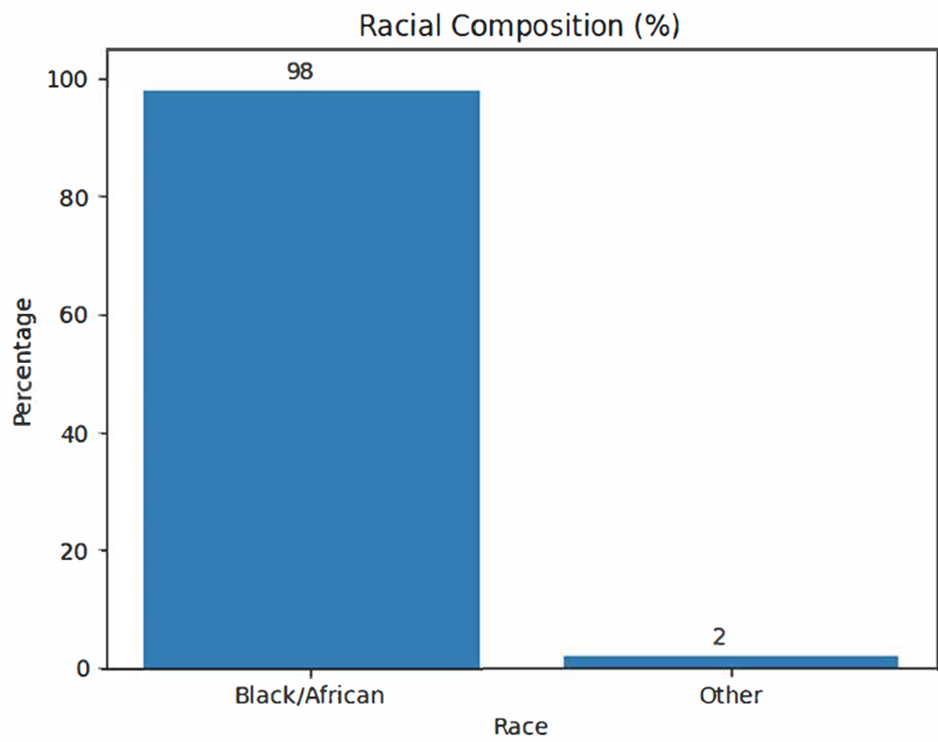 Racial Composition (%)
98
100
80
60
40
20
0
2
Percentage
Black/African
Other
Race